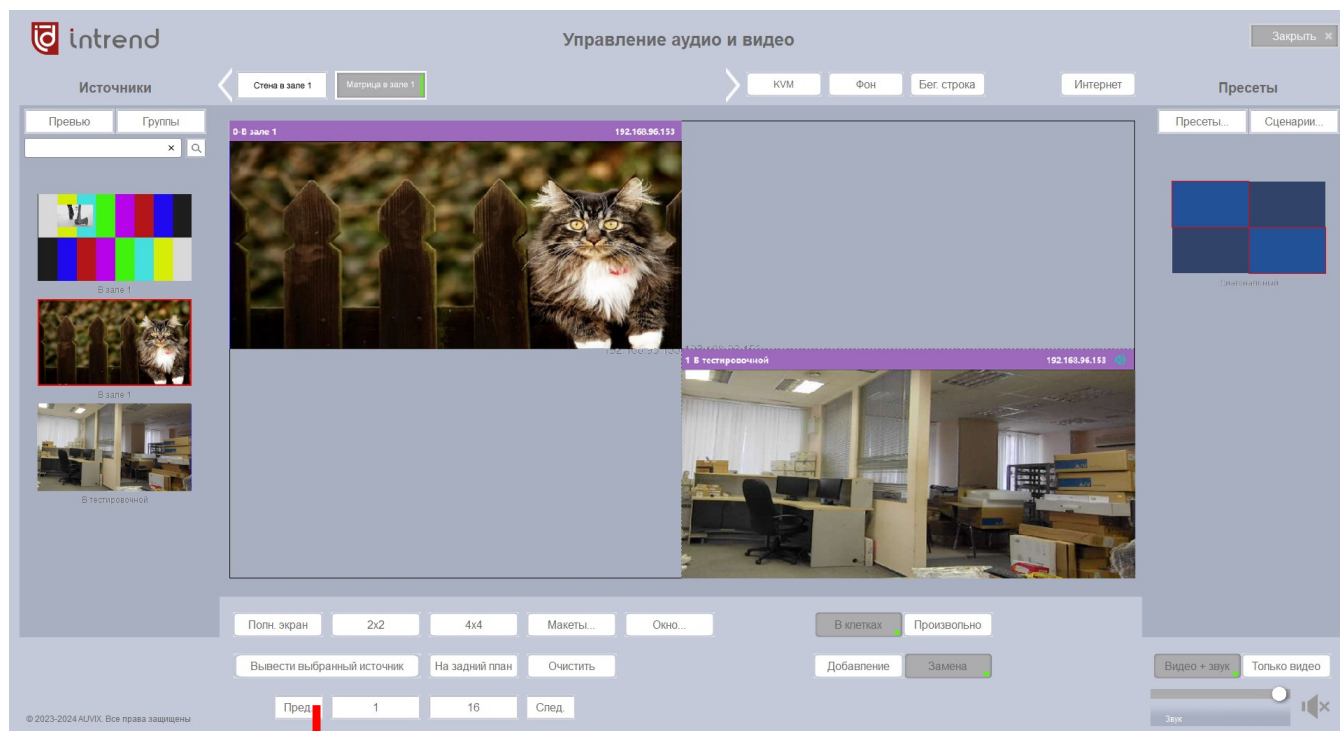 intrend
Управление аудио и видео
Закрыть ×
Источники
Стена в зале 1
Матрица в зале 1
KVM
Фон
Бег. строка
Интернет
Пресеты
Превью
Группы
×
Пресеты...
Сценарии...
0-В зале 1
192.168.96.153
В зале 1
В зале 1
В тестировочной
1 В тестировочной
192.168.96.153
Диагональный
Полн. экран
2x2
4x4
Макеты...
Окно...
В клетках
Произвольно
Вывести выбранный источник
На задний план
Очистить
Добавление
Замена
Видео + звук
Только видео
Пред.
1
16
След.
Звук
© 2023-2024 AUVIX. Все права защищены